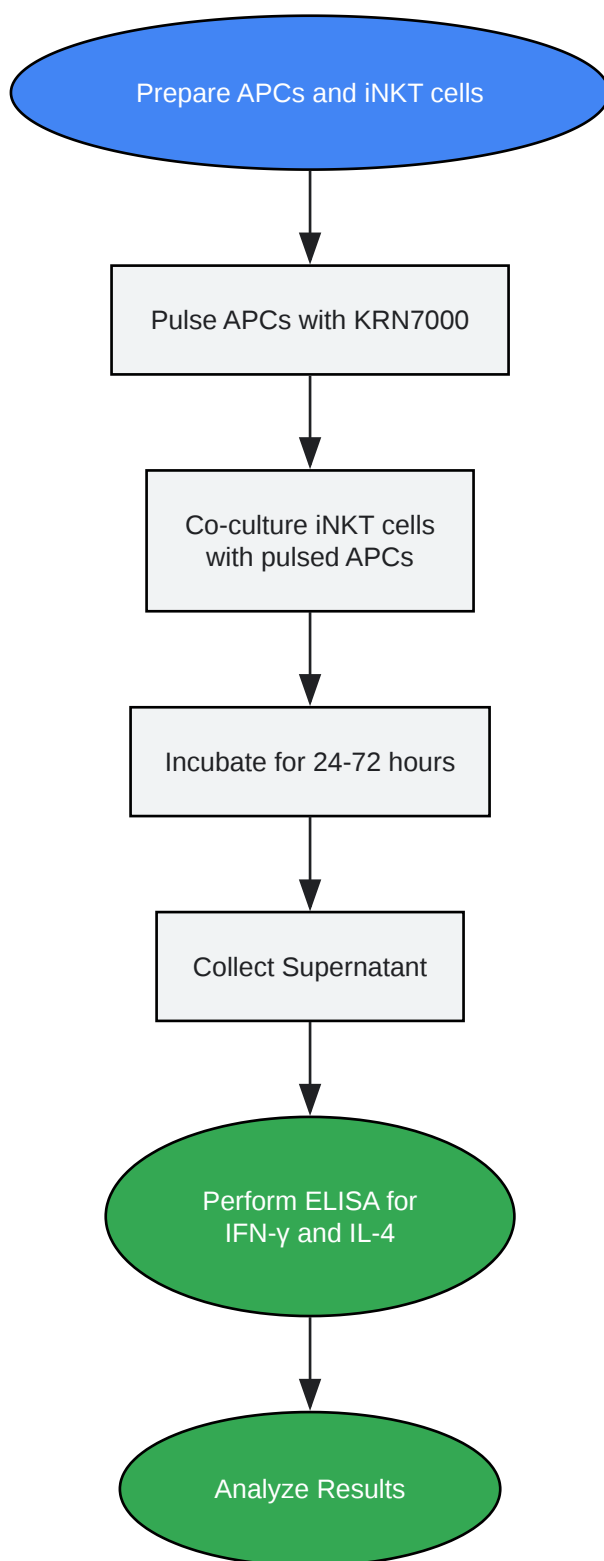 Prepare APCs and iNKT cells
Pulse APCs with KRN7000
Co-culture iNKT cells
with pulsed APCs
Incubate for 24-72 hours
Collect Supernatant
Perform ELISA for
IFN-γ and IL-4
Analyze Results